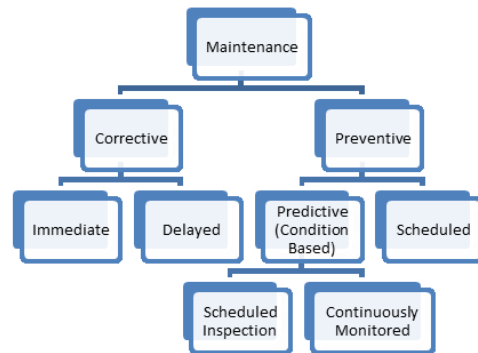 Maintenance
Corrective
Preventive
Immediate
Delayed
Predictive
(Condition
Based)
Scheduled
Scheduled
Inspection
Continuously
Monitored